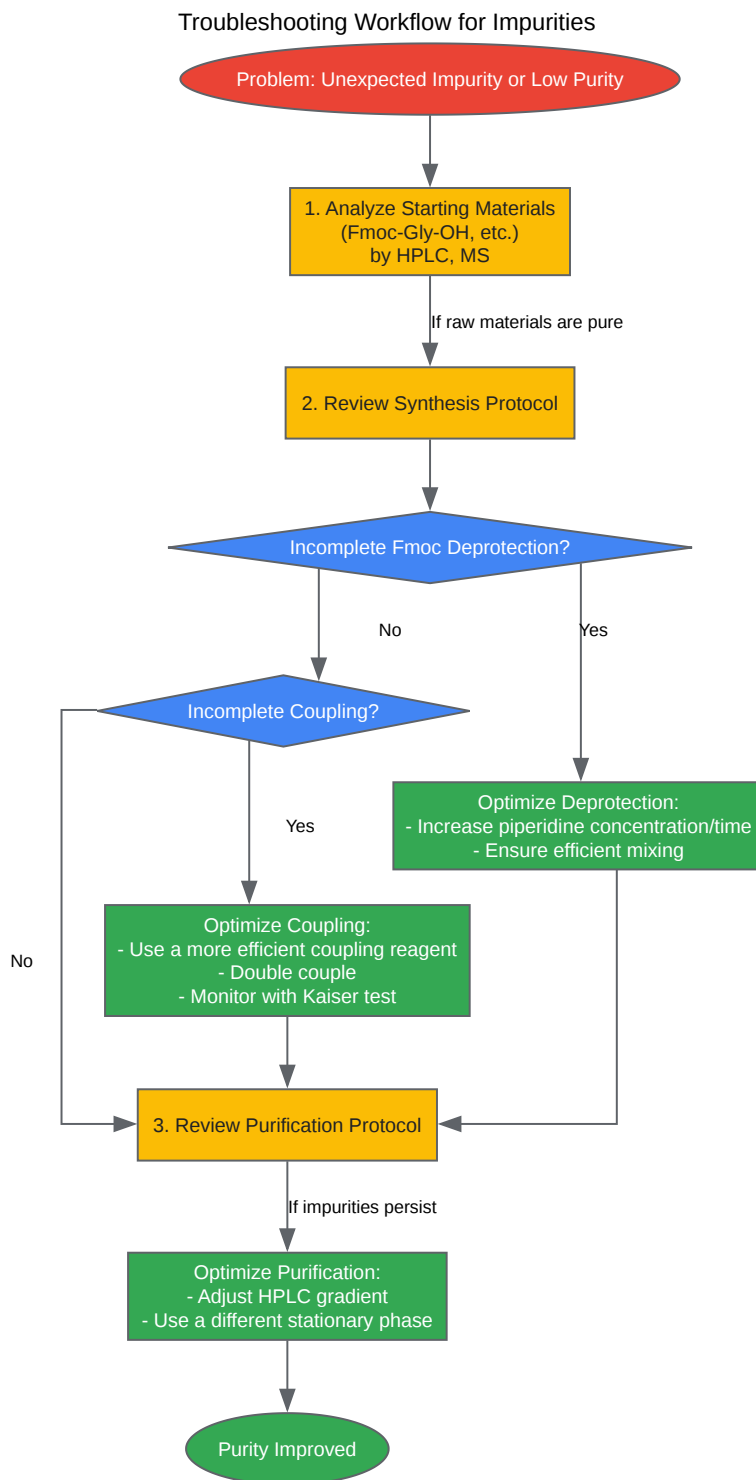 Troubleshooting Workflow for Impurities
Problem: Unexpected Impurity or Low Purity
1. Analyze Starting Materials
(Fmoc-Gly-OH, etc.)
by HPLC, MS
If raw materials are pure
2. Review Synthesis Protocol
Incomplete Fmoc Deprotection?
No
Yes
Incomplete Coupling?
Optimize Deprotection:
- Increase piperidine concentration/time
- Ensure efficient mixing
Yes
Optimize Coupling:
- Use a more efficient coupling reagent
- Double couple
- Monitor with Kaiser test
No
3. Review Purification Protocol
If impurities persist
Optimize Purification:
- Adjust HPLC gradient
- Use a different stationary phase
Purity Improved